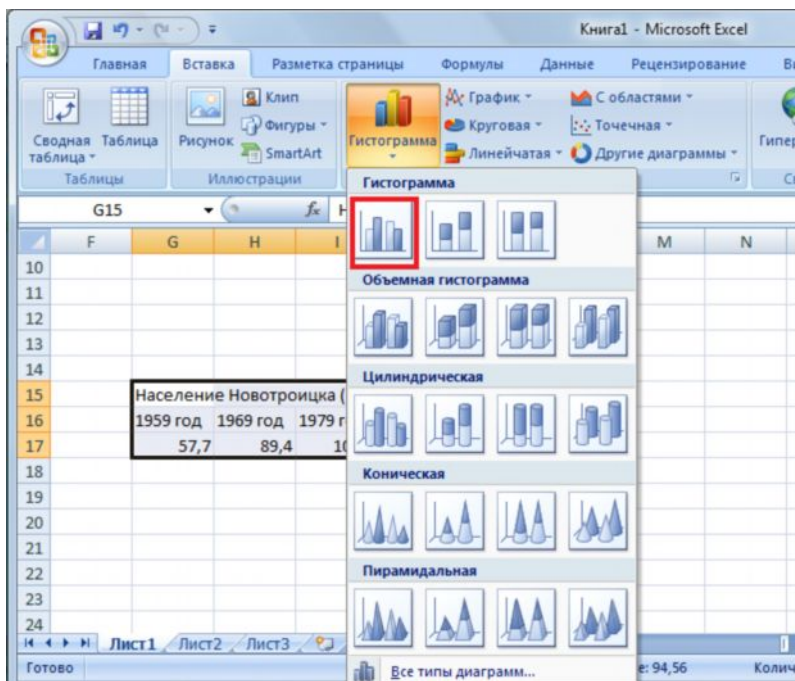 Книга1 - Microsoft Excel
Главная Вставка Разметка страницы Формулы Данные Рецензирование
Сводная таблица Таблица Рисунок Клип Фигуры SmartArt Гистограмма График Круговая Линейчатая С областями Точечная Другие диаграммы
Таблицы Иллюстрации
G15 fx Н
F G H I M N
Гистограмма
Объемная гистограмма
Цилиндрическая
Коническая
Пирамидальная
Все типы диаграмм...
10
11
12
13
14
15 Население Новотроицка (
16 1959 год 1969 год 1979 г
17 57,7 89,4 10
18
19
20
21
22
23
24
Лист1 Лист2 Лист3
Готово е: 94,56 Колич